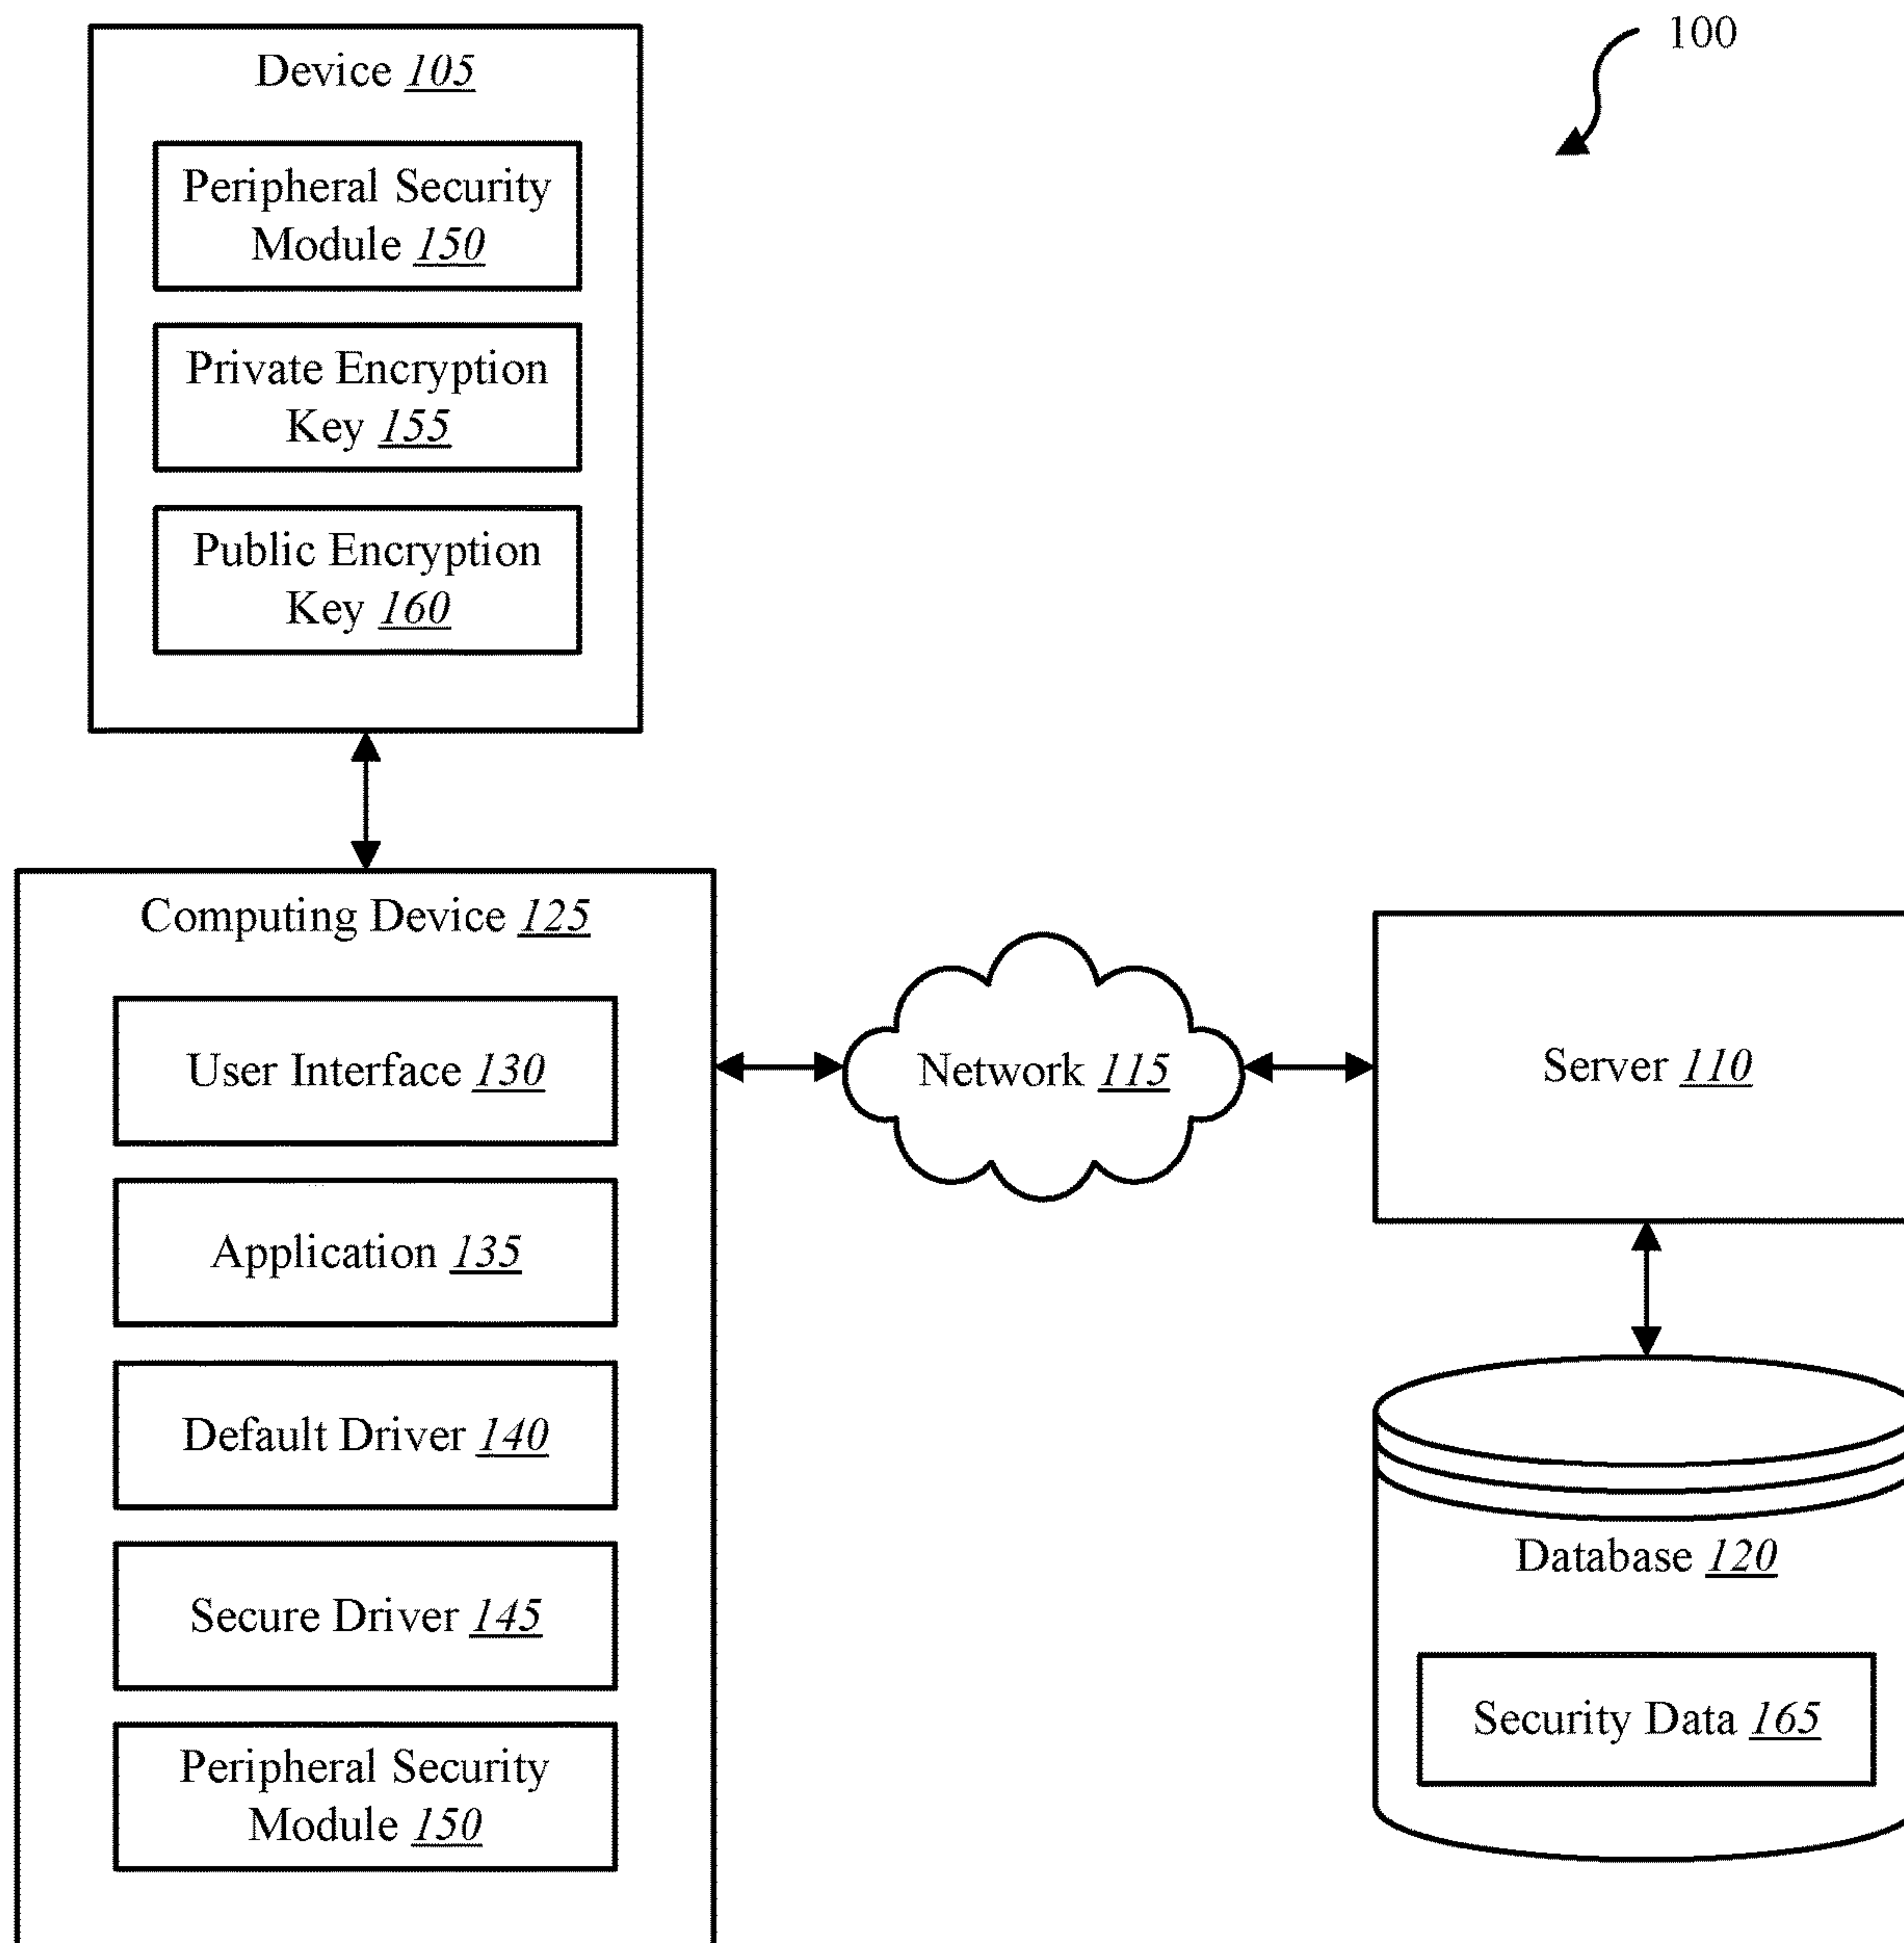 100
Device 105
Peripheral Security
Module 150
Private Encryption
Key 155
Public Encryption
Key 160
Computing Device 125
User Interface 130
Application 135
Default Driver 140
Secure Driver 145
Peripheral Security
Module 150
Network 115
Server 110
Database 120
Security Data 165